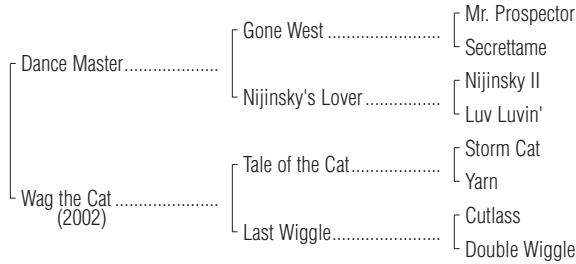 Mr. Prospector
Gone West
Secrettame
Dance Master
Nijinsky II
Nijinsky's Lover
Luv Luvin'
Storm Cat
Tale of the Cat
Yarn
Wag the Cat
(2002)
Cutlass
Last Wiggle
Double Wiggle